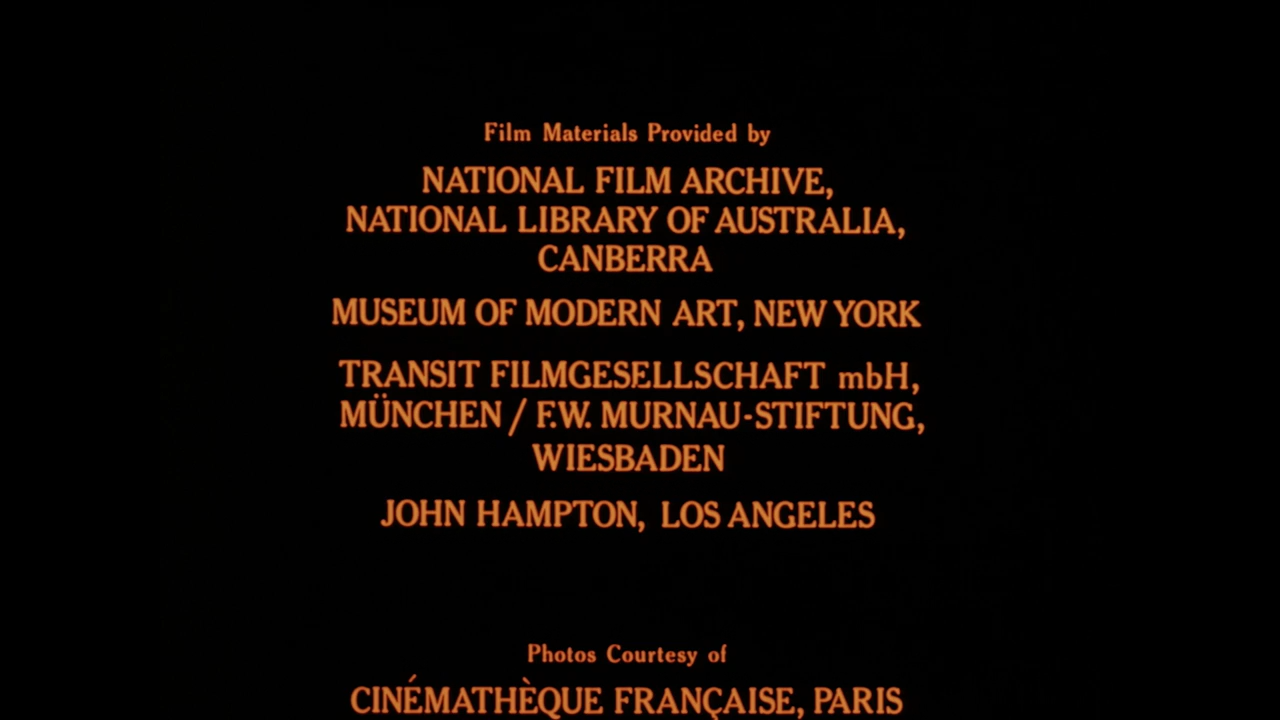 Film Materials Provided by
NATIONAL FILM ARCHIVE,
NATIONAL LIBRARY OF AUSTRALIA,
CANBERRA
MUSEUM OF MODERN ART, NEW YORK
TRANSIT FILMGESELLSCHAFT mbH,
MÜNCHEN / F.W. MURNAU-STIFTUNG,
WIESBADEN
JOHN HAMPTON, LOS ANGELES
Photos Courtesy of
CINÉMATHÈQUE FRANÇAISE, PARIS